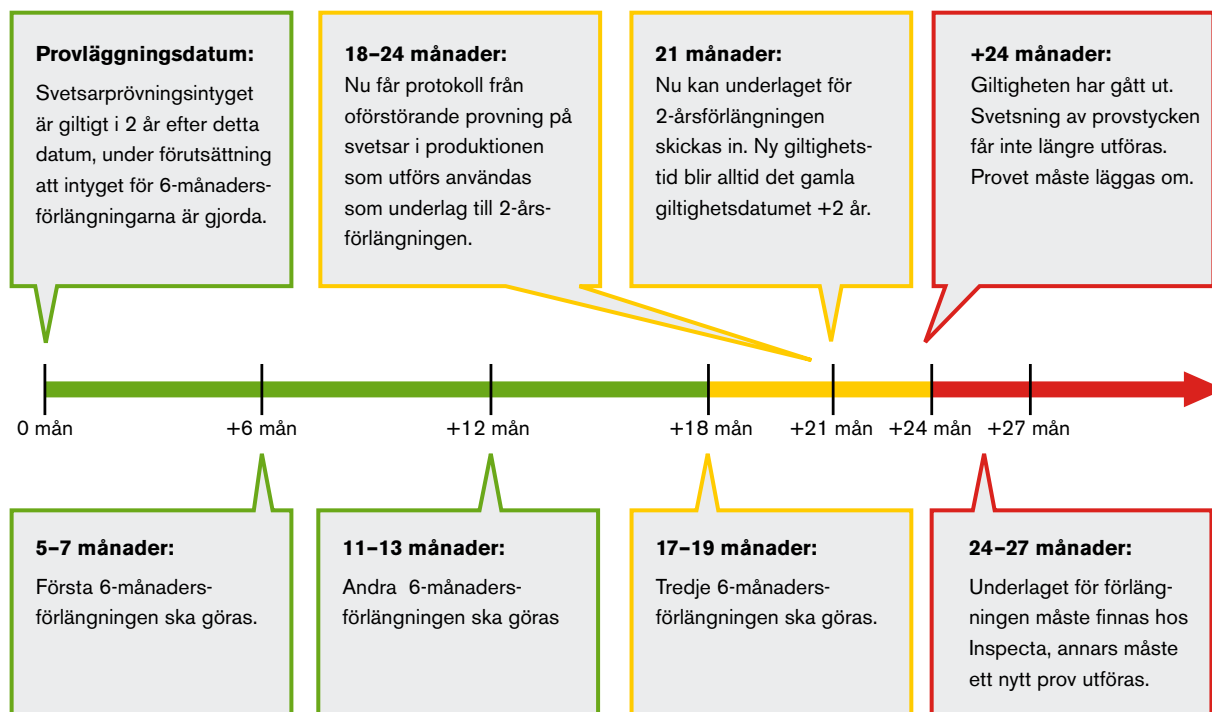 Provläggningsdatum:
Svetsarprövningsintyget
är giltigt i 2 år efter detta
datum, under förutsättning
att intyget för 6-månaders-
förlängningarna är gjorda.
18–24 månader:
Nu får protokoll från
oförstörande provning på
svetsar i produktionen
som utförs användas
som underlag till 2-års-
förlängningen.
21 månader:
Nu kan underlaget för
2-årsförlängningen
skickas in. Ny giltighets-
tid blir alltid det gamla
giltighetsdatumet +2 år.
+24 månader:
Giltigheten har gått ut.
Svetsning av provstycken
får inte längre utföras.
Provet måste läggas om.
0 mån
+6 mån
+12 mån
+18 mån
+21 mån
+24 mån
+27 mån
5–7 månader:
Första 6-månaders-
förlängningen ska göras.
11–13 månader:
Andra 6-månaders-
förlängningen ska göras
17–19 månader:
Tredje 6-månaders-
förlängningen ska göras.
24–27 månader:
Underlaget för förläng-
ningen måste finnas hos
Inspecta, annars måste
ett nytt prov utföras.